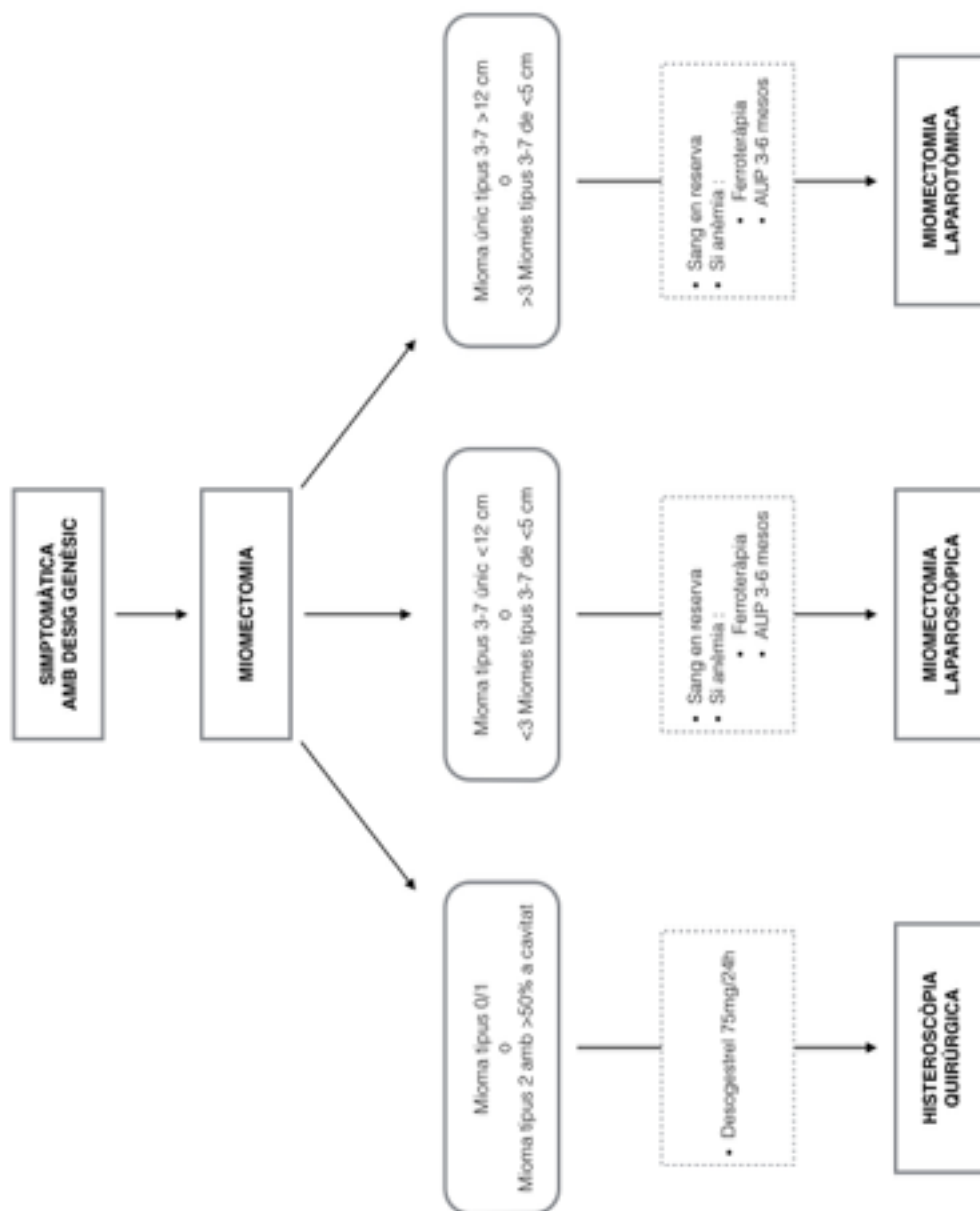 SIMPTOMÀTICA
AMB DESIG GENÈSIC
MIOMECTOMIA
Mioma tipus 0/1
O
Mioma tipus 2 amb >50% a cavitat
Mioma tipus 3-7 únic <12 cm
O
<3 Miomes tipus 3-7 de <5 cm
Mioma únic tipus 3-7 >12 cm
O
>3 Miomes tipus 3-7 de <5 cm
• Desogestrel 75mg/24h
• Sang en reserva
• Si anèmia :
• Ferroteràpia
• AUP 3-6 mesos
• Sang en reserva
• Si anèmia :
• Ferroteràpia
• AUP 3-6 mesos
HISTEROSCÒPIA
QUIRÚRGICA
MIOMECTOMIA
LAPAROSCÒPICA
MIOMECTOMIA
LAPAROTÒMICA